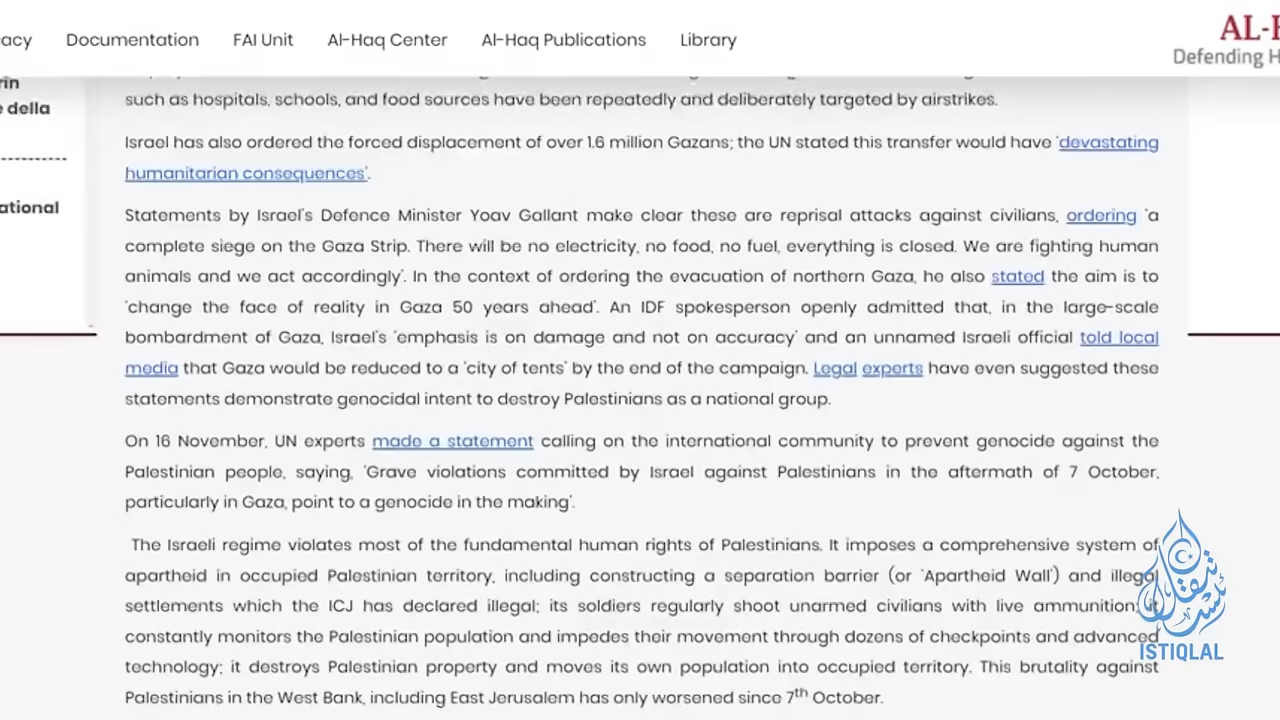 acy Documentation FAI Unit Al-Haq Center Al-Haq Publications Library
AL-H
Defending H
rin
e della
ational
such as hospitals, schools, and food sources have been repeatedly and deliberately targeted by airstrikes.
Israel has also ordered the forced displacement of over 1.6 million Gazans; the UN stated this transfer would have 'devastating
humanitarian consequences'.
Statements by Israel's Defence Minister Yoav Gallant make clear these are reprisal attacks against civilians, ordering 'a
complete siege on the Gaza Strip. There will be no electricity, no food, no fuel, everything is closed. We are fighting human
animals and we act accordingly'. In the context of ordering the evacuation of northern Gaza, he also stated the aim is to
'change the face of reality in Gaza 50 years ahead'. An IDF spokesperson openly admitted that, in the large-scale
bombardment of Gaza, Israel's 'emphasis is on damage and not on accuracy' and an unnamed Israeli official told local
media that Gaza would be reduced to a 'city of tents' by the end of the campaign. Legal experts have even suggested these
statements demonstrate genocidal intent to destroy Palestinians as a national group.
On 16 November, UN experts made a statement calling on the international community to prevent genocide against the
Palestinian people, saying, 'Grave violations committed by Israel against Palestinians in the aftermath of 7 October,
particularly in Gaza, point to a genocide in the making'.
The Israeli regime violates most of the fundamental human rights of Palestinians. It imposes a comprehensive system of
apartheid in occupied Palestinian territory, including constructing a separation barrier (or 'Apartheid Wall') and illegal
settlements which the ICJ has declared illegal; its soldiers regularly shoot unarmed civilians with live ammunition; it
constantly monitors the Palestinian population and impedes their movement through dozens of checkpoints and advanced
technology; it destroys Palestinian property and moves its own population into occupied territory. This brutality against
Palestinians in the West Bank, including East Jerusalem has only worsened since 7th October.
ISTIQLAL